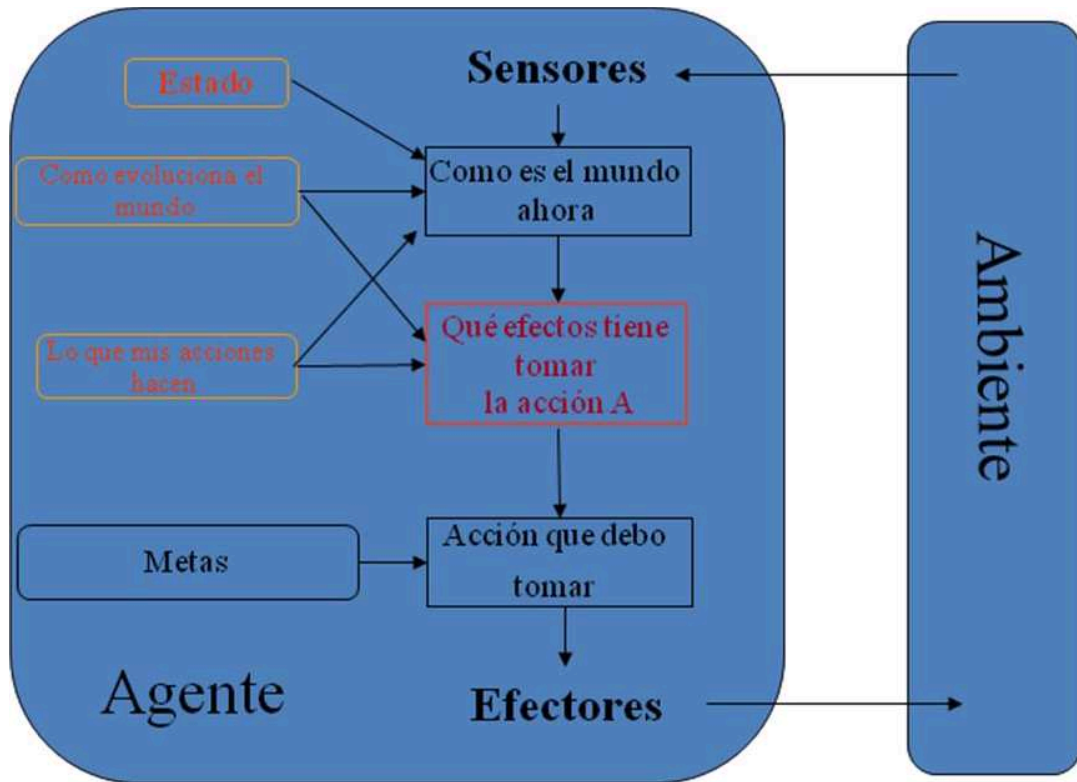 Sensores
Estado
Como evoluciona el
mundo
Como es el mundo
ahora
Lo que mis acciones
hacen
Qué efectos tiene
tomar
la acción A
Metas
Acción que debo
tomar
Agente
Efectores
Ambiente